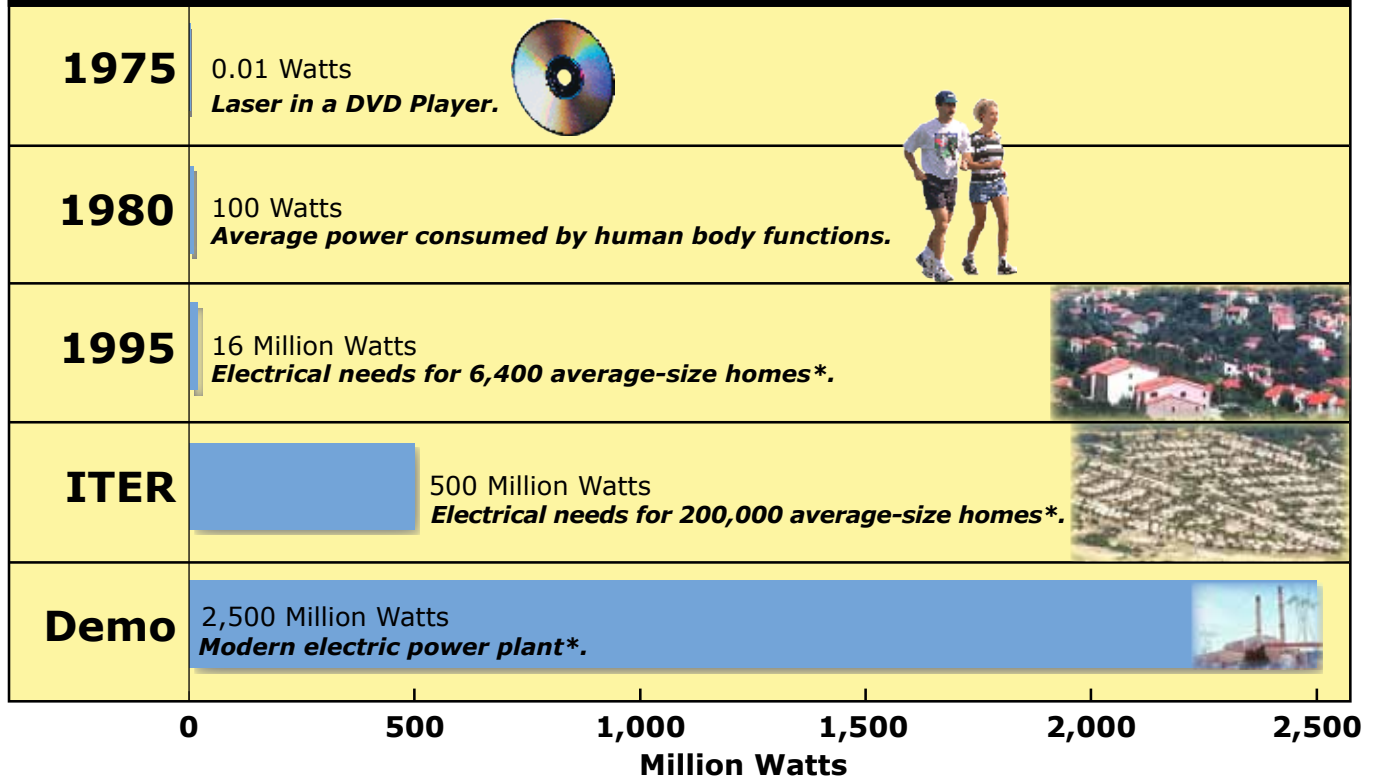 1975
0.01 Watts
Laser in a DVD Player.
1980
100 Watts
Average power consumed by human body functions.
1995
16 Million Watts
Electrical needs for 6,400 average-size homes*.
ITER
500 Million Watts
Electrical needs for 200,000 average-size homes*.
Demo
2,500 Million Watts
Modern electric power plant*.
0 500 1,000 1,500 2,000 2,500
Million Watts